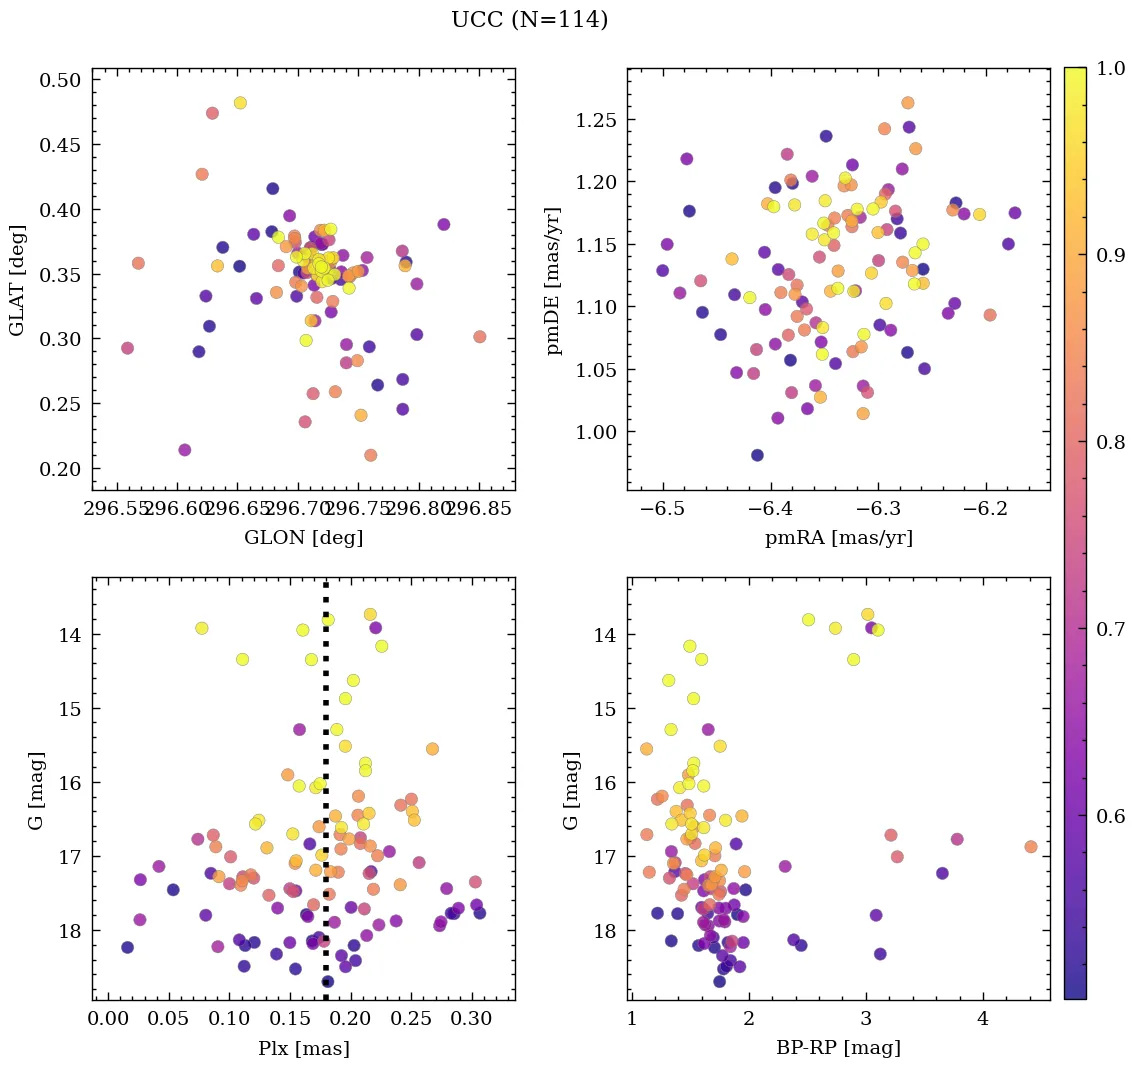 UCC (N=114)
0.50
0.45
0.40
0.35
0.30
0.25
0.20
GLAT [deg]
296.55 296.60 296.65 296.70 296.75 296.80 296.85
GLON [deg]
1.25
1.20
1.15
1.10
1.05
1.00
pmDE [mas/yr]
−6.5 −6.4 −6.3 −6.2
pmRA [mas/yr]
1.0
0.9
0.8
0.7
0.6
14
15
16
17
18
G [mag]
0.00 0.05 0.10 0.15 0.20 0.25 0.30
Plx [mas]
14
15
16
17
18
G [mag]
1 2 3 4
BP-RP [mag]